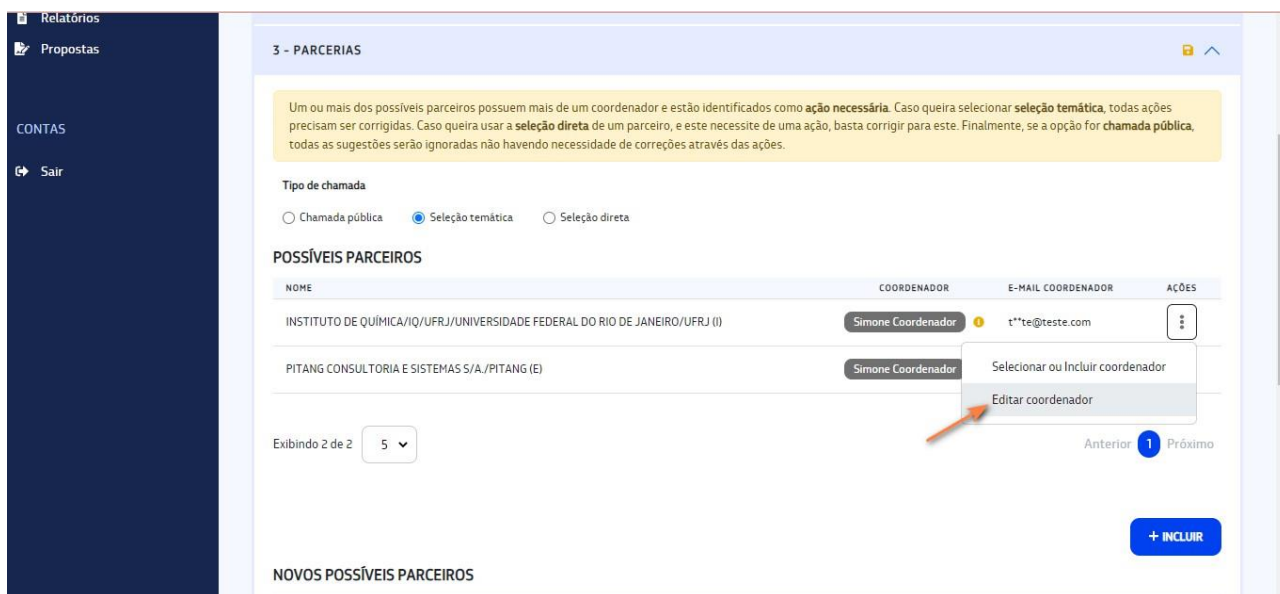 Relatórios
Propostas
CONTAS
Sair
3 - PARCERIAS
Um ou mais dos possíveis parceiros possuem mais de um coordenador e estão identificados como ação necessária. Caso queira selecionar seleção temática, todas ações
precisam ser corrigidas. Caso queira usar a seleção direta de um parceiro, e este necessite de uma ação, basta corrigir para este. Finalmente, se a opção for chamada pública,
todas as sugestões serão ignoradas não havendo necessidade de correções através das ações.
Tipo de chamada
Chamada pública Seleção temática Seleção direta
POSSÍVEIS PARCEIROS
NOME COORDENADOR E-MAIL COORDENADOR AÇÕES
INSTITUTO DE QUÍMICA/IQ/UFRJ/UNIVERSIDADE FEDERAL DO RIO DE JANEIRO/UFRJ (I) Simone Coordenador t**te@teste.com
PITANG CONSULTORIA E SISTEMAS S/A./PITANG (E) Simone Coordenador
Selecionar ou Incluir coordenador
Editar coordenador
Exibindo 2 de 2 5 Anterior 1 Próximo
+ INCLUIR
NOVOS POSSÍVEIS PARCEIROS